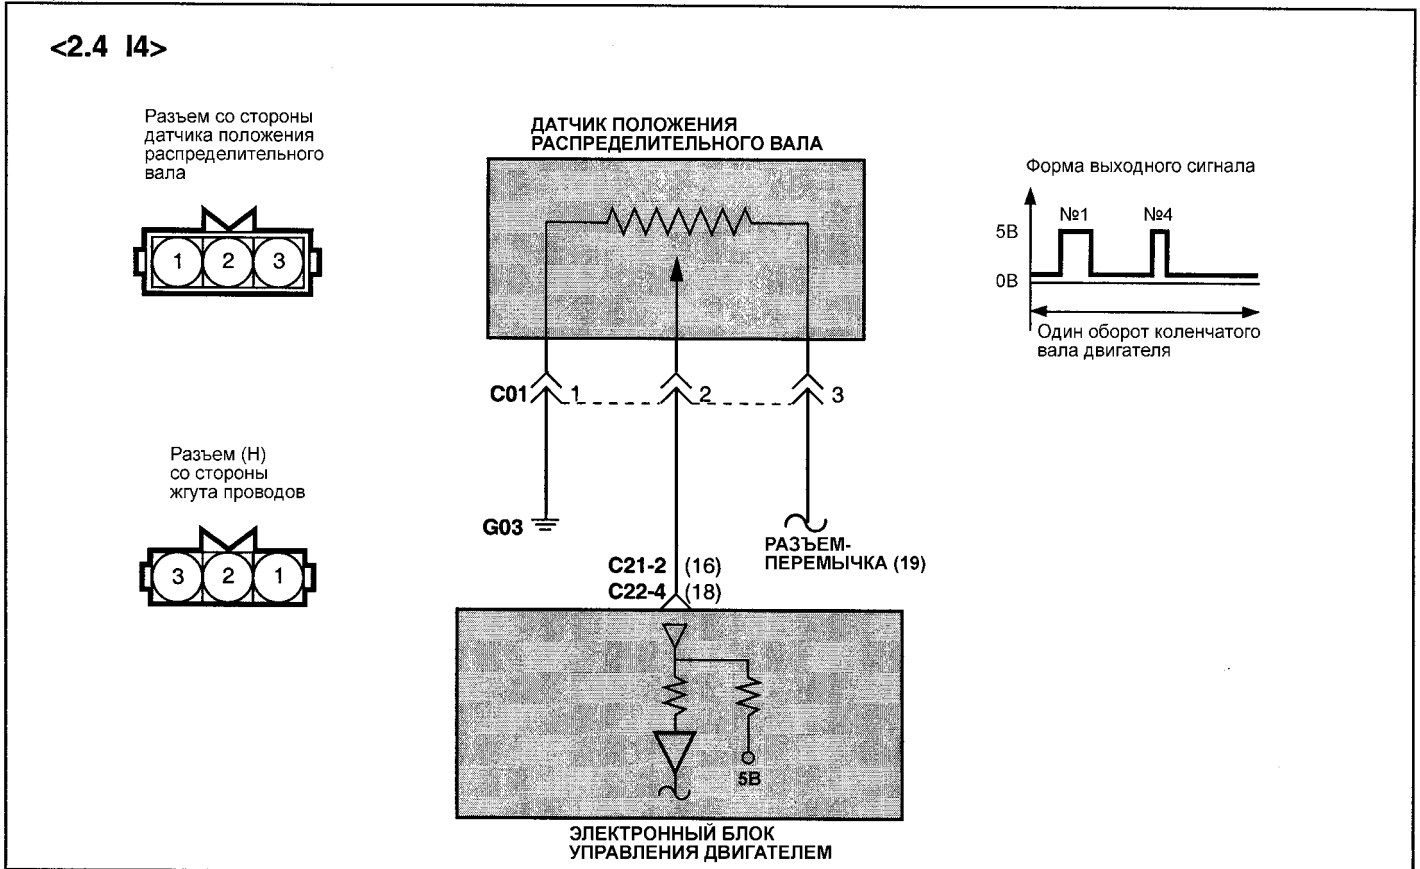 <2.4 I4>
Разъем со стороны
датчика положения
распределительного
вала
1 2 3
ДАТЧИК ПОЛОЖЕНИЯ
РАСПРЕДЕЛИТЕЛЬНОГО ВАЛА
Форма выходного сигнала
№1 №4
5В
0В
Один оборот коленчатого
вала двигателя
C01 1 2 3
Разъем (Н)
со стороны
жгута проводов
3 2 1
G03
РАЗЪЕМ-
ПЕРЕМЫЧКА (19)
C21-2 (16)
C22-4 (18)
5В
ЭЛЕКТРОННЫЙ БЛОК
УПРАВЛЕНИЯ ДВИГАТЕЛЕМ